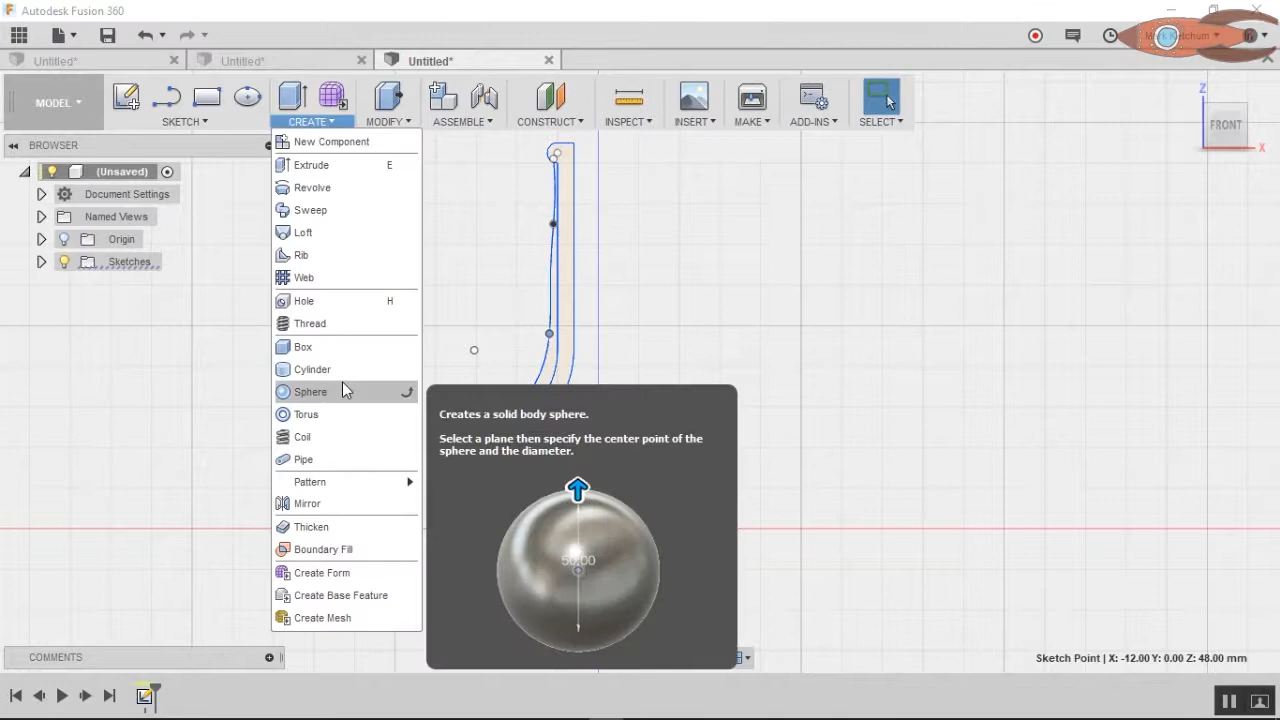 Autodesk Fusion 360
Mark Ketchum
Untitled*
Untitled*
Untitled*
MODEL
SKETCH
CREATE
MODIFY
ASSEMBLE
CONSTRUCT
INSPECT
INSERT
MAKE
ADD-INS
SELECT
BROWSER
(Unsaved)
Document Settings
Named Views
Origin
Sketches
New Component
Extrude E
Revolve
Sweep
Loft
Rib
Web
Hole H
Thread
Box
Cylinder
Sphere
Torus
Coil
Pipe
Pattern
Mirror
Thicken
Boundary Fill
Create Form
Create Base Feature
Create Mesh
Creates a solid body sphere.
Select a plane then specify the center point of the
sphere and the diameter.
50.00
Z
FRONT
X
COMMENTS
Sketch Point | X: -12.00 Y: 0.00 Z: 48.00 mm